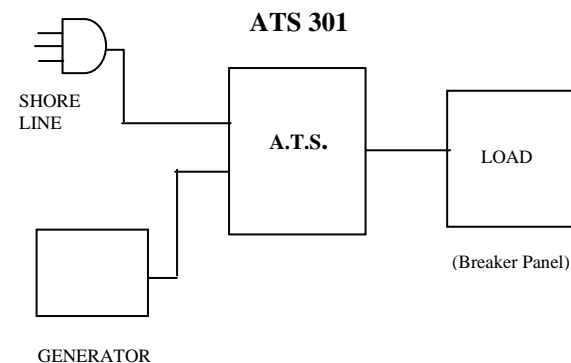 ATS 301
SHORE
LINE
A.T.S.
LOAD
(Breaker Panel)
GENERATOR